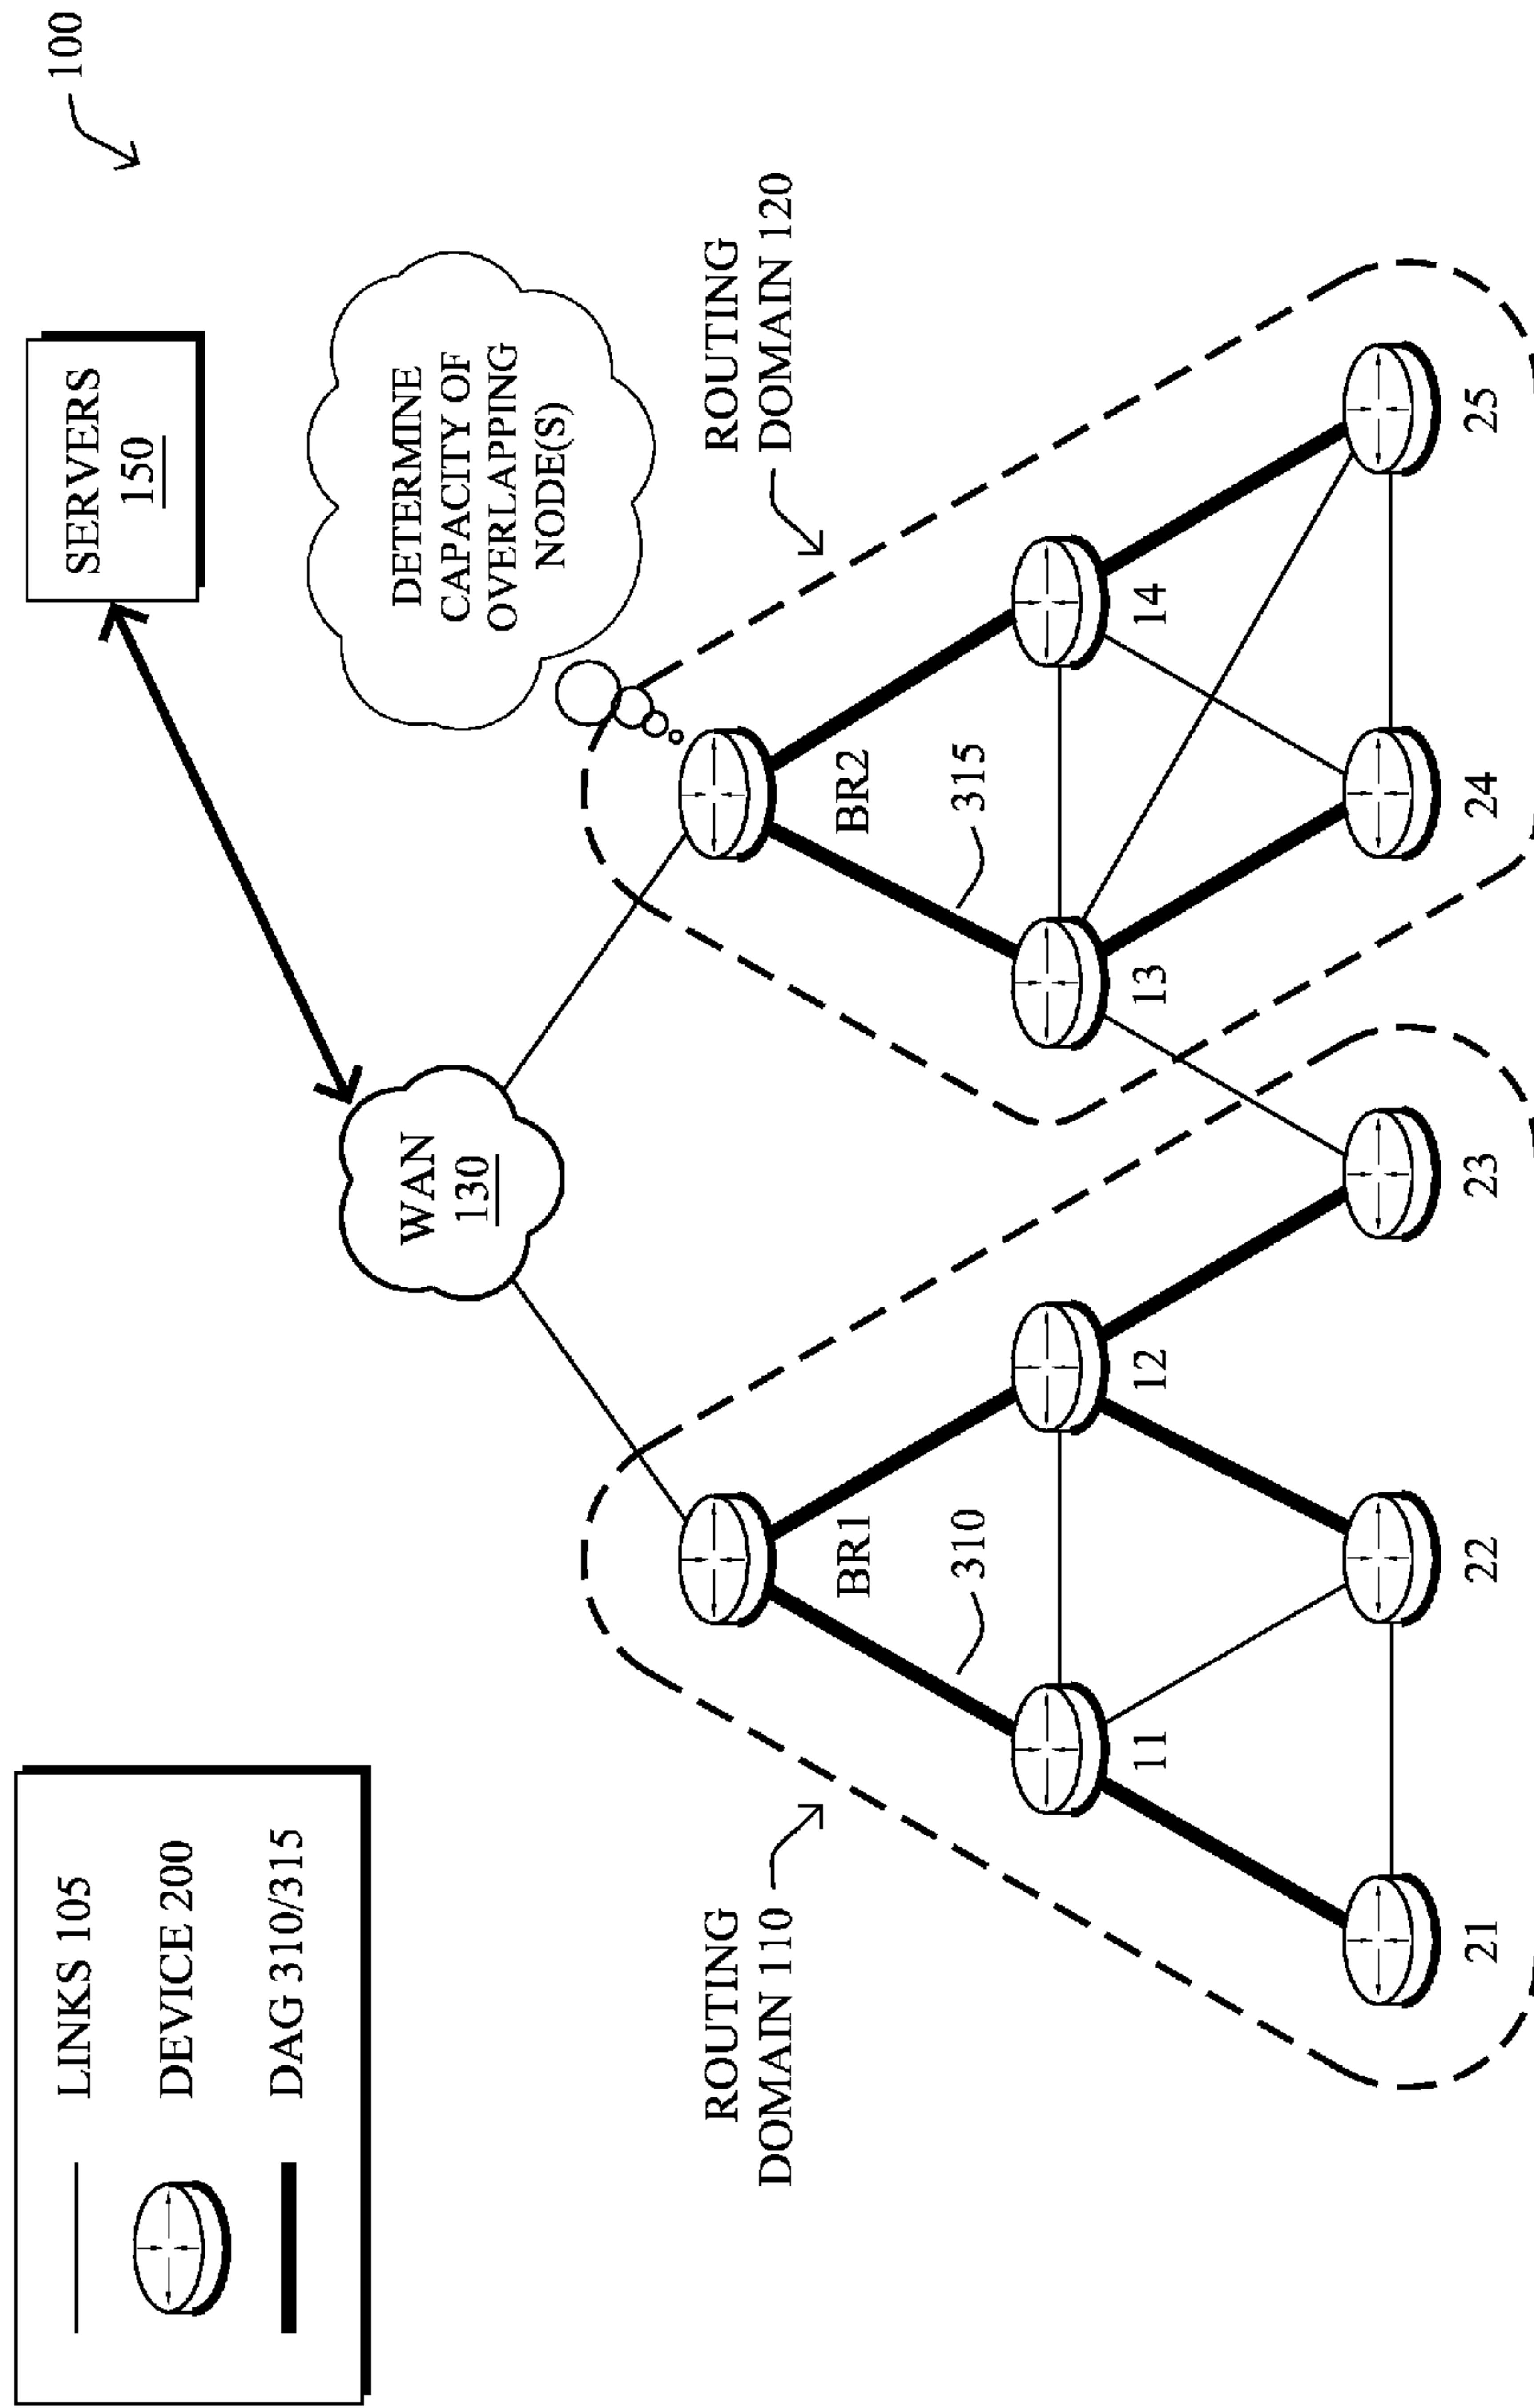 100
LINKS 105
DEVICE 200
DAG 310/315
SERVERS
150
WAN
130
DETERMINE
CAPACITY OF
OVERLAPPING
NODE(S)
ROUTING
DOMAIN 110
ROUTING
DOMAIN 120
BR1
BR2
310
315
11
12
13
14
21
22
23
24
25